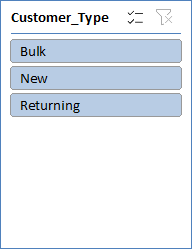 Customer_Type
Bulk
New
Returning